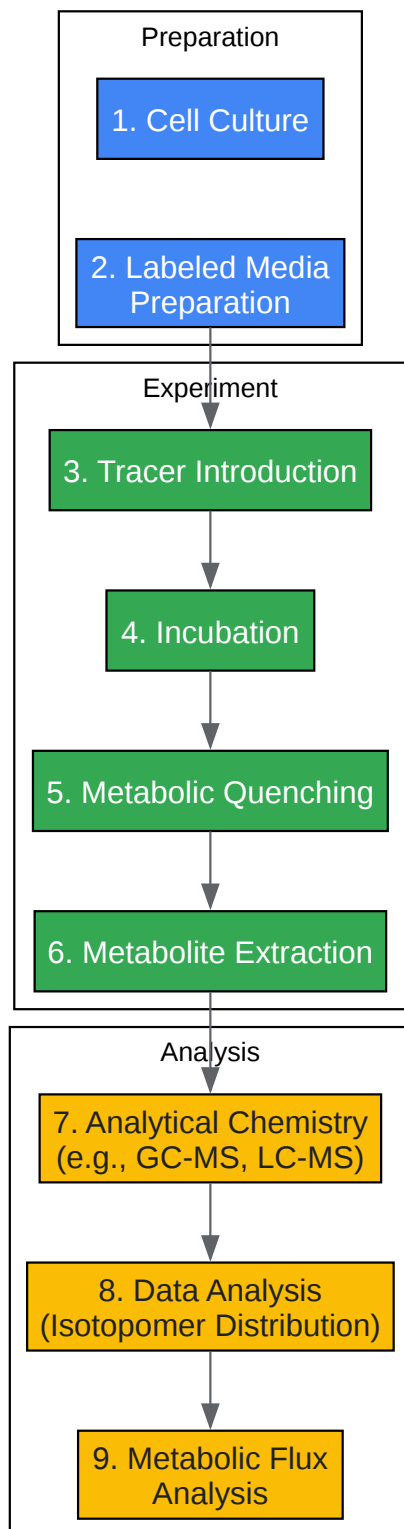 Preparation
1. Cell Culture
2. Labeled Media
Preparation
Experiment
3. Tracer Introduction
4. Incubation
5. Metabolic Quenching
6. Metabolite Extraction
Analysis
7. Analytical Chemistry
(e.g., GC-MS, LC-MS)
8. Data Analysis
(Isotopomer Distribution)
9. Metabolic Flux
Analysis